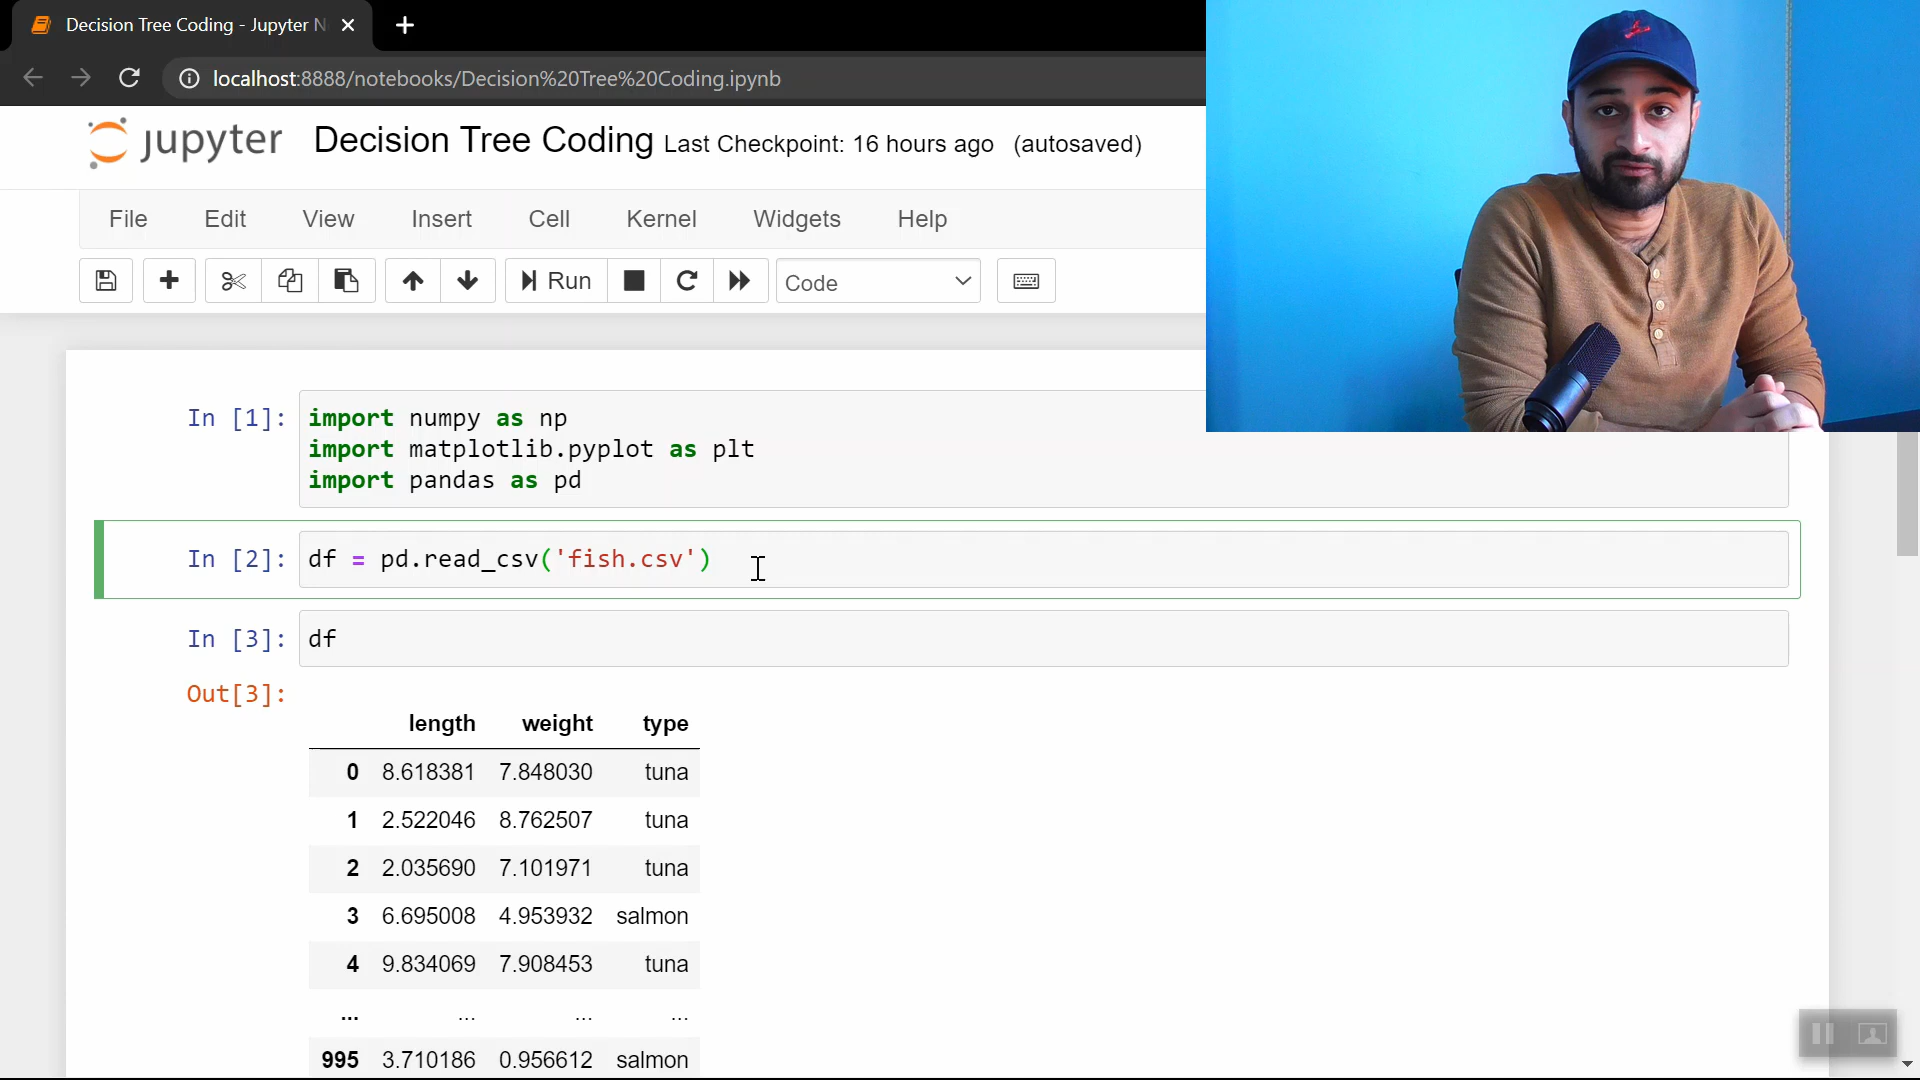 Decision Tree Coding - Jupyter N
localhost:8888/notebooks/Decision%20Tree%20Coding.ipynb
jupyter Decision Tree Coding Last Checkpoint: 16 hours ago (autosaved)
File Edit View Insert Cell Kernel Widgets Help
Run Code
In [1]: import numpy as np
import matplotlib.pyplot as plt
import pandas as pd
In [2]: df = pd.read_csv('fish.csv')
In [3]: df
Out[3]:
length weight type
0 8.618381 7.848030 tuna
1 2.522046 8.762507 tuna
2 2.035690 7.101971 tuna
3 6.695008 4.953932 salmon
4 9.834069 7.908453 tuna
... ... ... ...
995 3.710186 0.956612 salmon